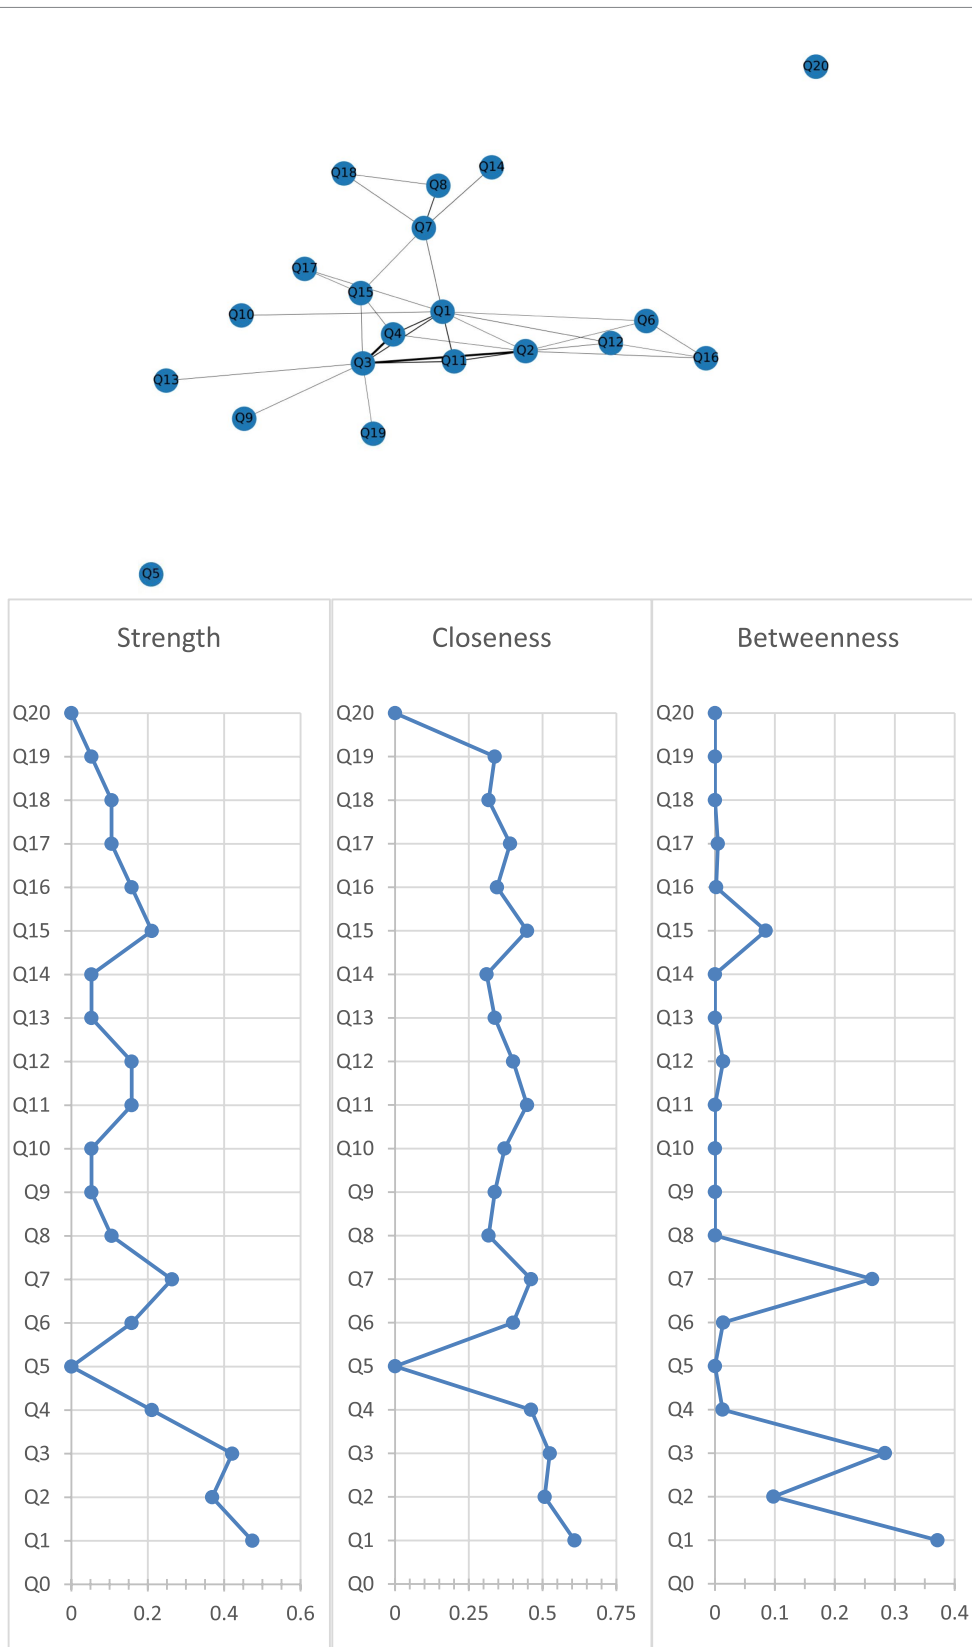 Q20
Q18
Q8
Q14
Q7
Q17
Q15
Q10
Q1
Q6
Q4
Q12
Q2
Q16
Q3
Q11
Q13
Q9
Q19
Q5
Strength
Closeness
Betweenness
Q20 Q20 Q20
Q19 Q19 Q19
Q18 Q18 Q18
Q17 Q17 Q17
Q16 Q16 Q16
Q15 Q15 Q15
Q14 Q14 Q14
Q13 Q13 Q13
Q12 Q12 Q12
Q11 Q11 Q11
Q10 Q10 Q10
Q9 Q9 Q9
Q8 Q8 Q8
Q7 Q7 Q7
Q6 Q6 Q6
Q5 Q5 Q5
Q4 Q4 Q4
Q3 Q3 Q3
Q2 Q2 Q2
Q1 Q1 Q1
Q0 Q0 Q0
0 0.2 0.4 0.6 0 0.25 0.5 0.75 0 0.1 0.2 0.3 0.4